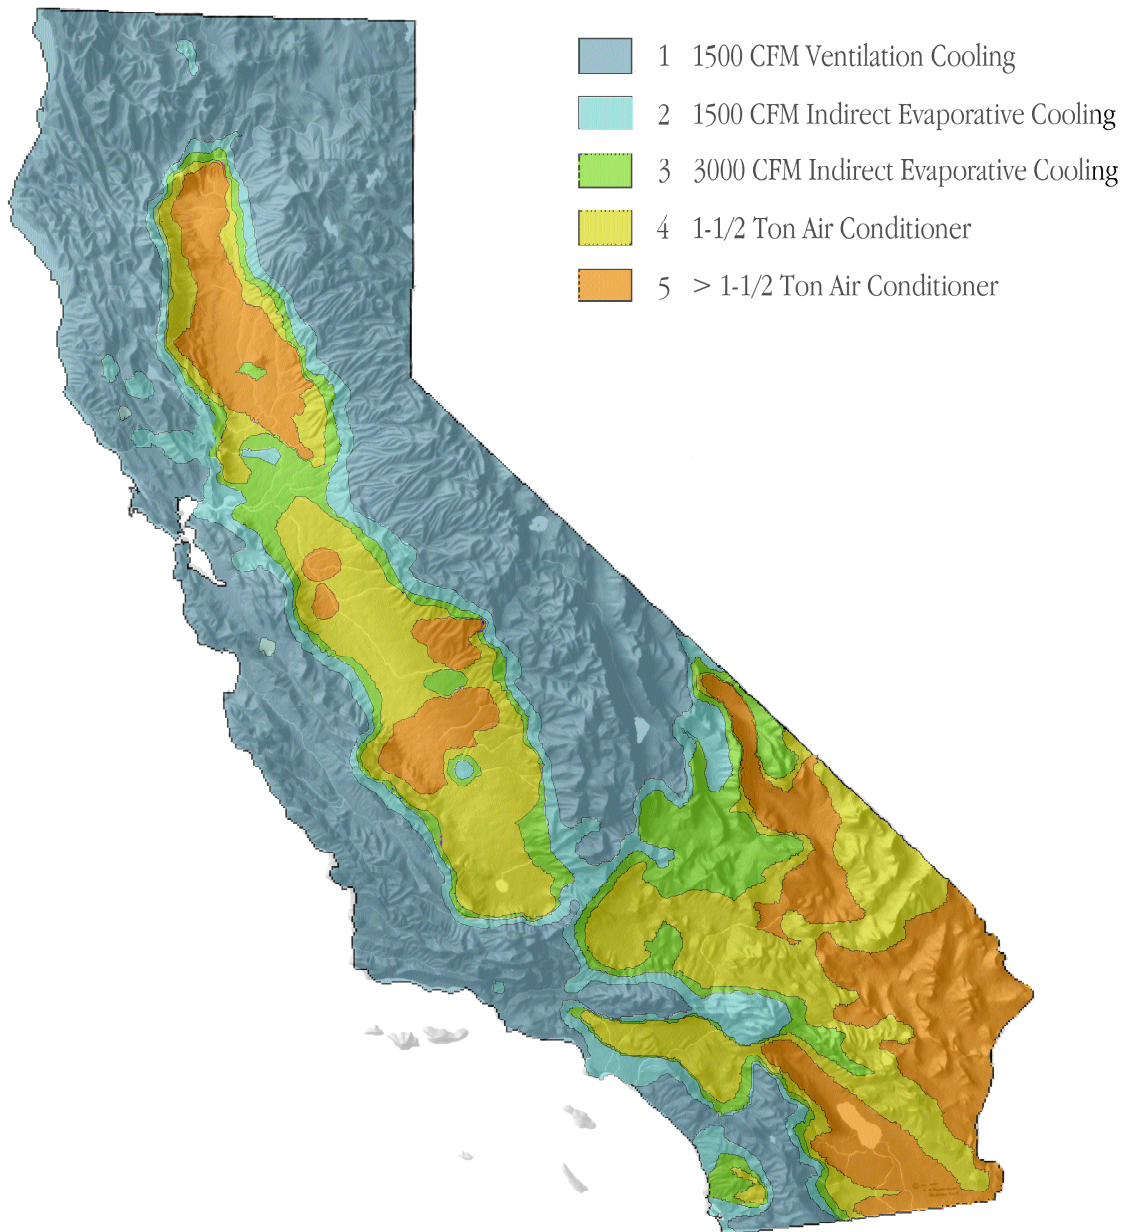 1 1500 CFM Ventilation Cooling
2 1500 CFM Indirect Evaporative Cooling
3 3000 CFM Indirect Evaporative Cooling
4 1-1/2 Ton Air Conditioner
5 > 1-1/2 Ton Air Conditioner